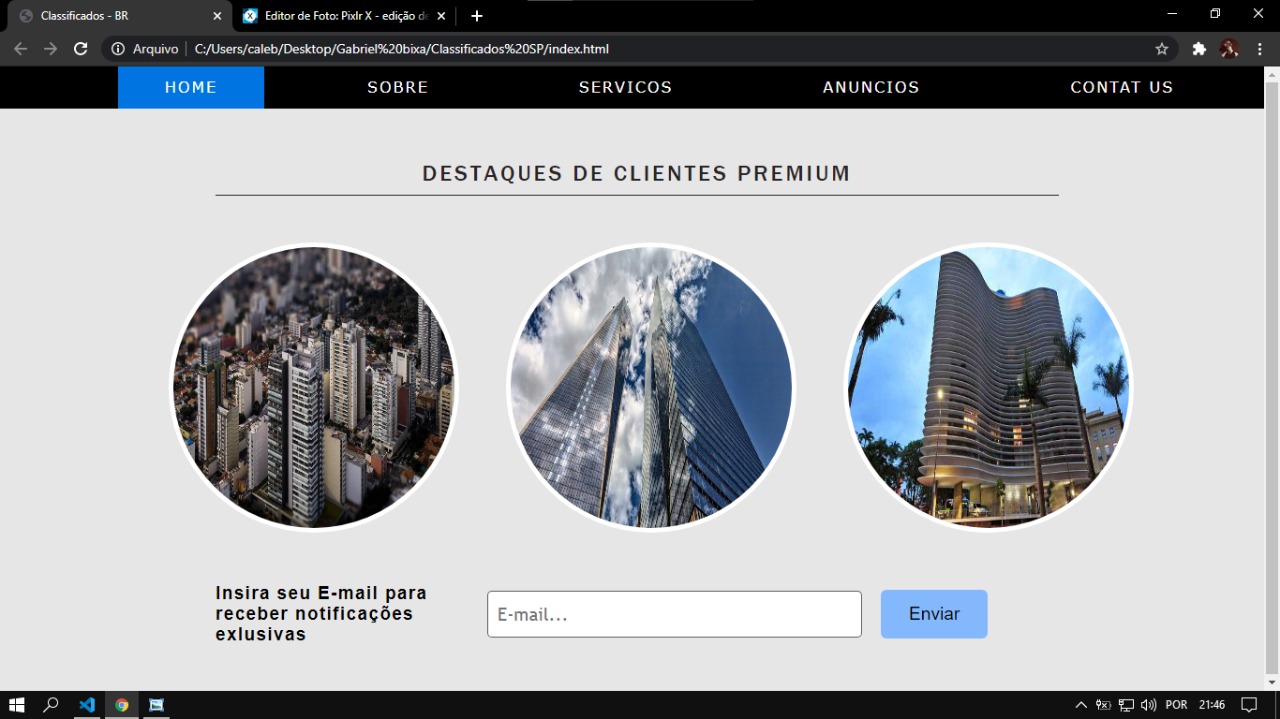 Classificados - BR
Editor de Foto: Pixlr X - edição de
Arquivo
C:/Users/caleb/Desktop/Gabriel%20bixa/Classificados%20SP/index.html
HOME SOBRE SERVICOS ANUNCIOS CONTAT US
DESTAQUES DE CLIENTES PREMIUM
Insira seu E-mail para
receber notificações
exlusivas
E-mail...
Enviar
POR 21:46